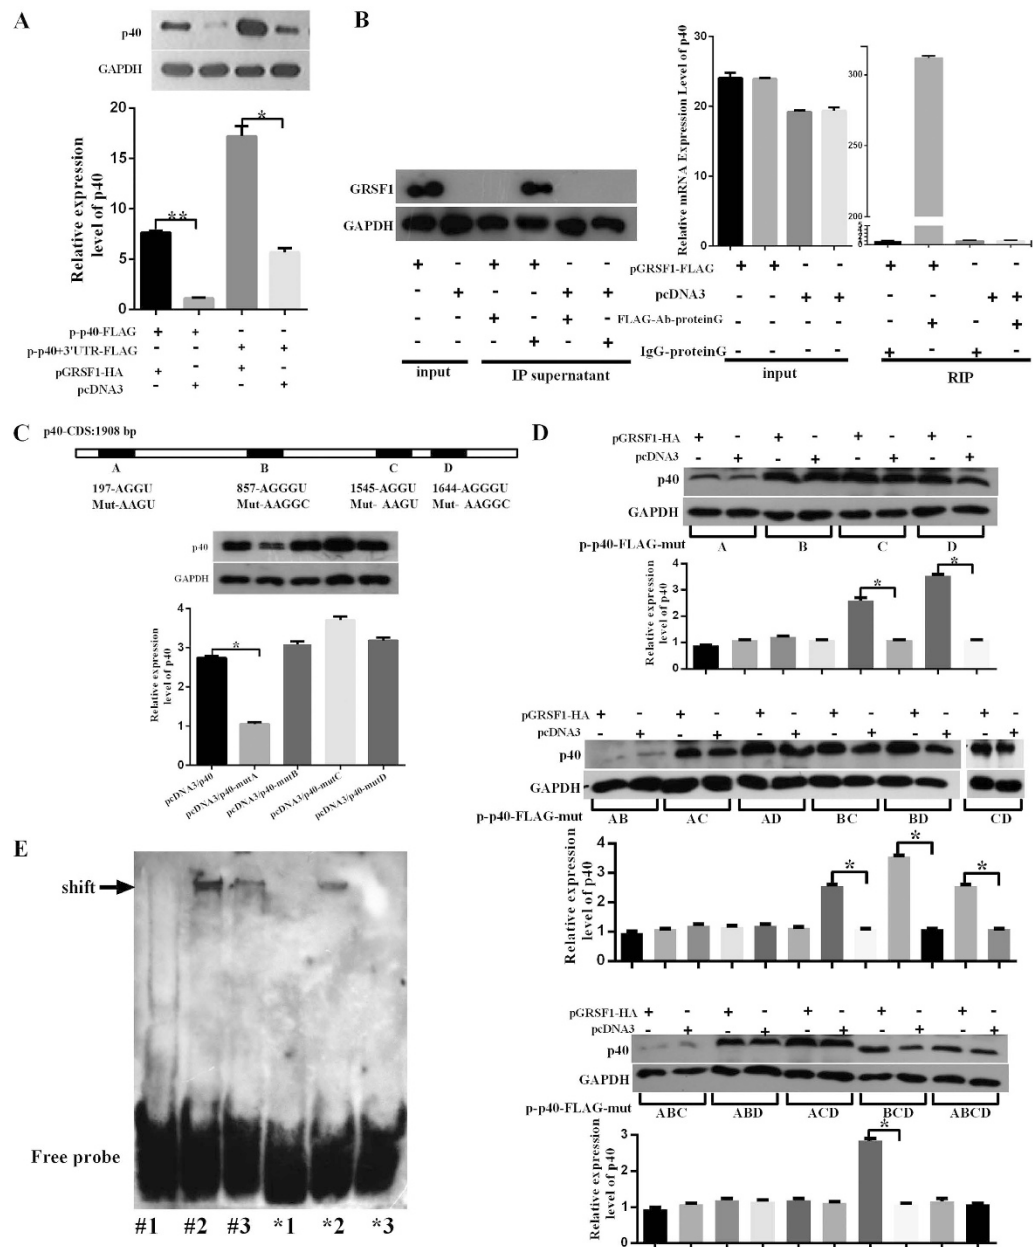 A
p40
GAPDH
Relative expression
level of p40
20
15
10
5
0
**
*
p-p40-FLAG + + - -
p-p40+3'UTR-FLAG - - + +
pGRSF1-HA + - + -
pcDNA3 - + - +
B
GRSF1
GAPDH
+ - + + - -
- + - - + +
- - + - + -
- - - + - +
input
IP supernatant
Relative mRNA Expression Level of p40
30
20
10
0
300
250
200
pGRSF1-FLAG + + - - + + - -
pcDNA3 - - + + - - + +
FLAG-Ab-proteinG - - - - - + - +
IgG-proteinG - - - - + - + -
input
RIP
C
p40-CDS:1908 bp
A B C D
197-AGGU 857-AGGGU 1545-AGGU 1644-AGGGU
Mut-AAGU Mut-AAGGC Mut- AAGU Mut- AAGGC
p40
GAPDH
Relative expression
level of p40
4
3
2
1
0
*
pcDNA3/p40
pcDNA3/p40-mutA
pcDNA3/p40-mutB
pcDNA3/p40-mutC
pcDNA3/p40-mutD
D
pGRSF1-HA + - + - + - + -
pcDNA3 - + - + - + - +
p40
GAPDH
p-p40-FLAG-mut A B C D
Relative expression
level of p40
4
3
2
1
0
* *
pGRSF1-HA + - + - + - + - + - + -
pcDNA3 - + - + - + - + - + - +
p40
GAPDH
p-p40-FLAG-mut AB AC AD BC BD CD
Relative expression
level of p40
4
3
2
1
0
* * *
pGRSF1-HA + - + - + - + - + -
pcDNA3 - + - + - + - + - +
p40
GAPDH
p-p40-FLAG-mut ABC ABD ACD BCD ABCD
Relative expression
level of p40
3
2
1
0
*
E
shift
Free probe
#1 #2 #3 *1 *2 *3